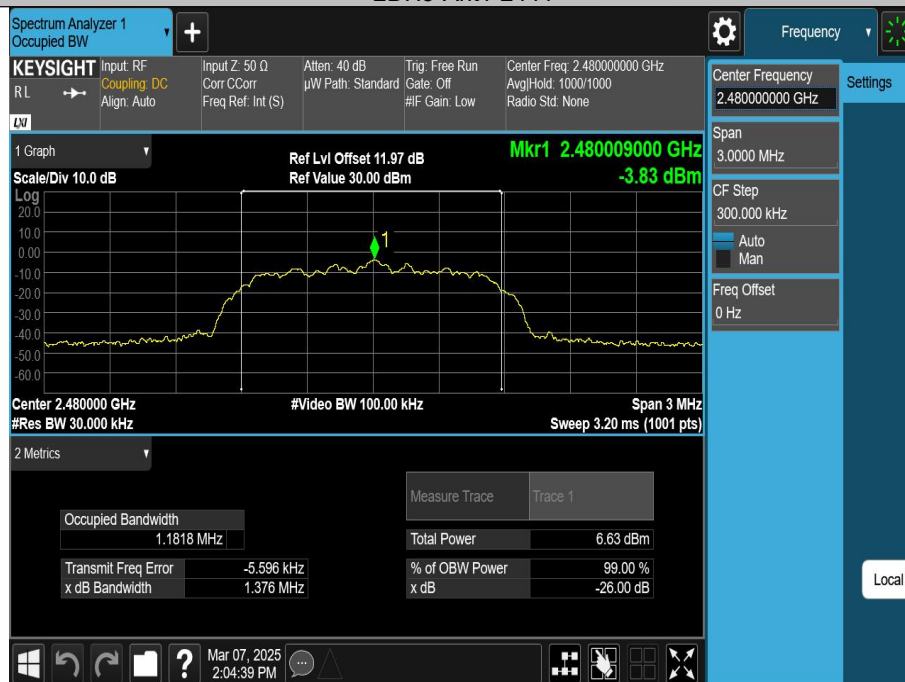 Spectrum Analyzer 1
Occupied BW
Frequency
KEYSIGHT
RL
LXI
Input: RF
Coupling: DC
Align: Auto
Input Z: 50 Ω
Corr CCorr
Freq Ref: Int (S)
Atten: 40 dB
µW Path: Standard
Trig: Free Run
Gate: Off
#IF Gain: Low
Center Freq: 2.480000000 GHz
Avg|Hold: 1000/1000
Radio Std: None
Center Frequency
2.480000000 GHz
Settings
Span
3.0000 MHz
CF Step
300.000 kHz
Auto
Man
Freq Offset
0 Hz
Local
1 Graph
Scale/Div 10.0 dB
Ref Lvl Offset 11.97 dB
Ref Value 30.00 dBm
Mkr1 2.480009000 GHz
-3.83 dBm
Log
20.0
10.0
0.00
-10.0
-20.0
-30.0
-40.0
-50.0
-60.0
1
Center 2.480000 GHz
#Res BW 30.000 kHz
#Video BW 100.00 kHz
Span 3 MHz
Sweep 3.20 ms (1001 pts)
2 Metrics
Measure Trace Trace 1
Occupied Bandwidth
1.1818 MHz
Total Power 6.63 dBm
Transmit Freq Error -5.596 kHz
% of OBW Power 99.00 %
x dB Bandwidth 1.376 MHz
x dB -26.00 dB
?
Mar 07, 2025
2:04:39 PM